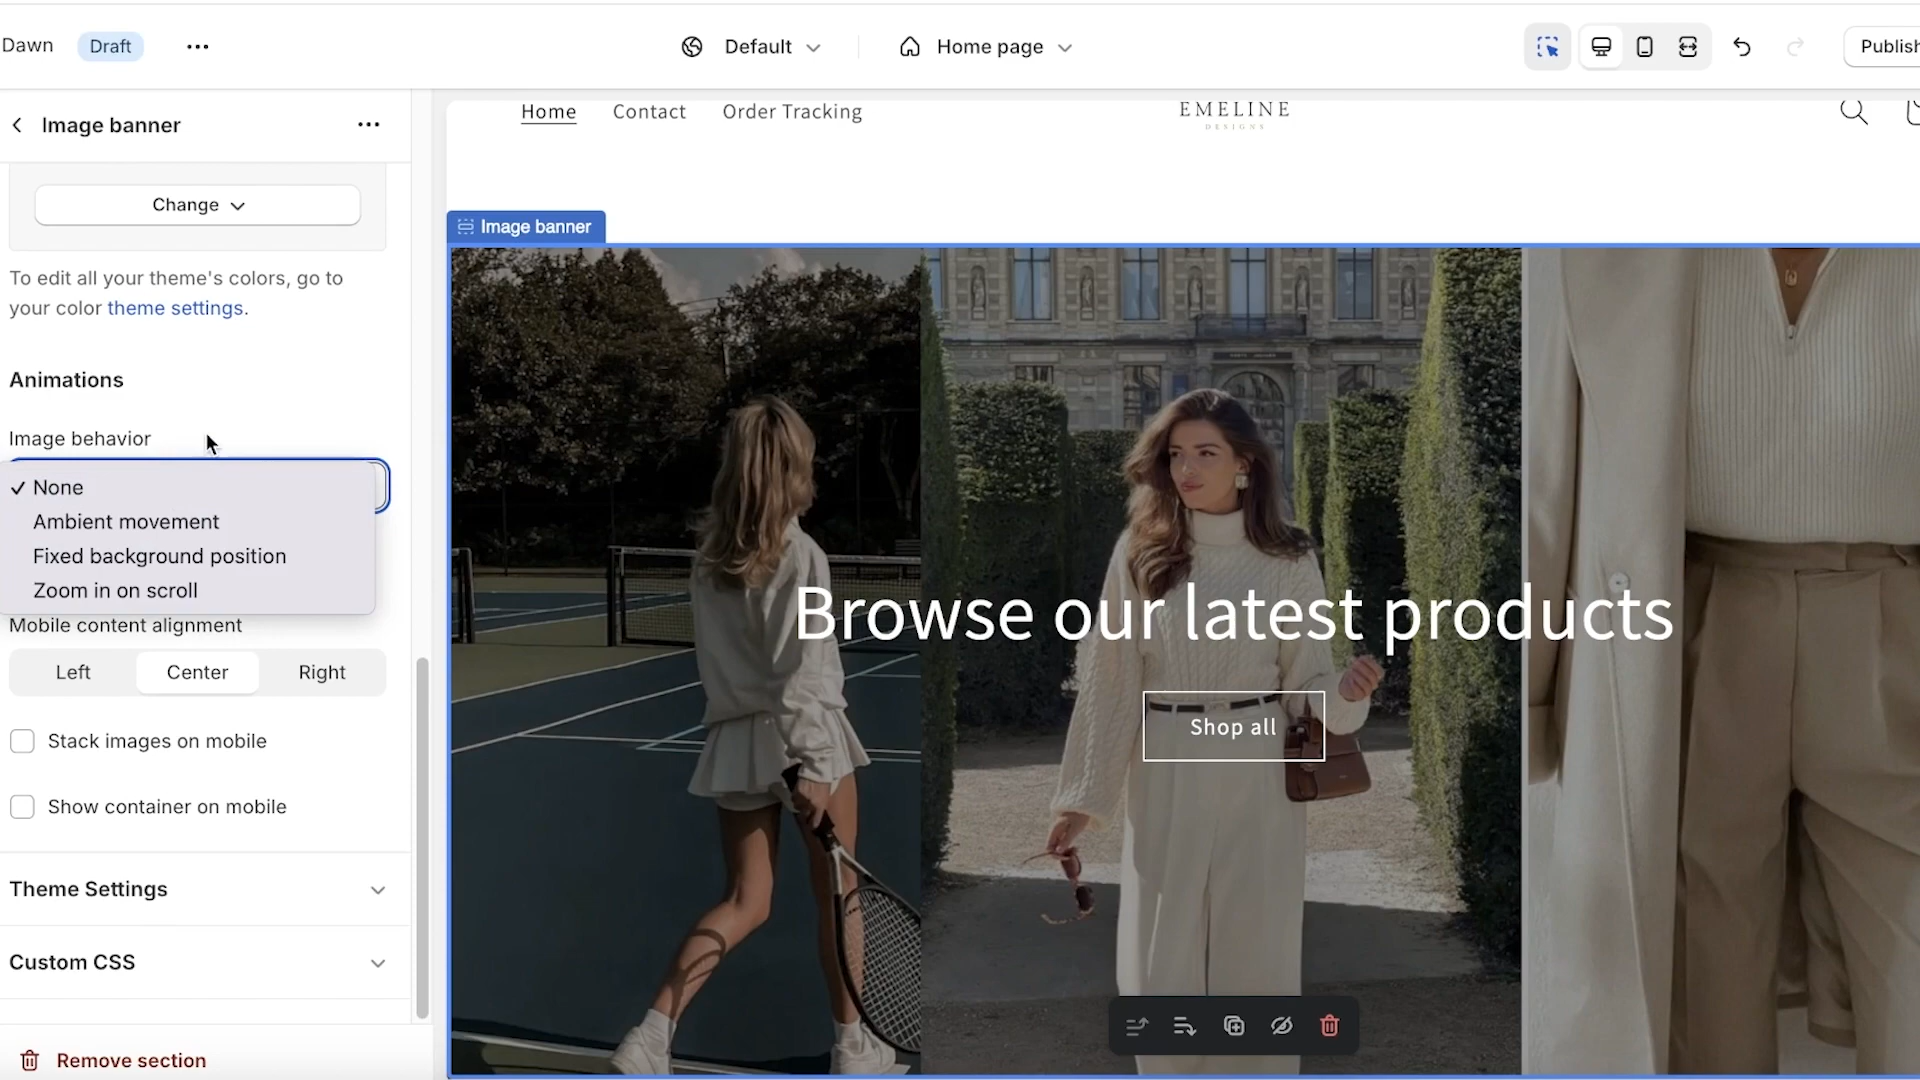 Dawn
Draft
Default
Home page
Publish
Image banner
Change
To edit all your theme's colors, go to
your color theme settings.
Animations
Image behavior
✓ None
Ambient movement
Fixed background position
Zoom in on scroll
Mobile content alignment
Left
Center
Right
Stack images on mobile
Show container on mobile
Theme Settings
Custom CSS
Remove section
Home
Contact
Order Tracking
EMELINE
DESIGNS
Image banner
Browse our latest products
Shop all